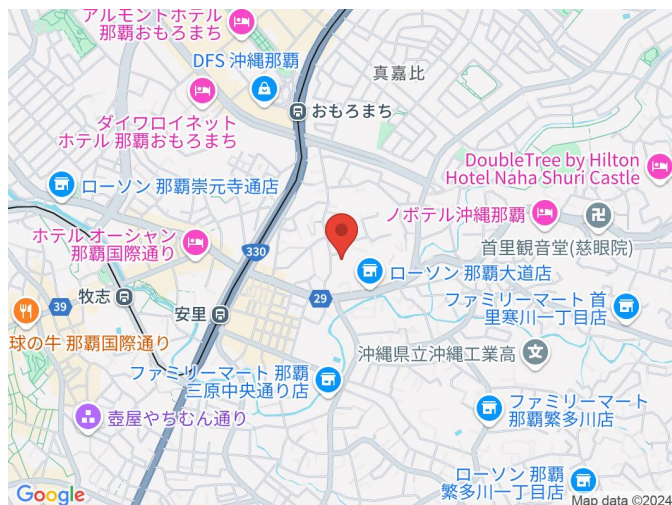 アルモントホテル
那覇おもろまち
DFS 沖縄那覇
真嘉比
ダイワロイネット
ホテル 那覇おもろまち
おもろまち
DoubleTree by Hilton
Hotel Naha Shuri Castle
ローソン 那覇崇元寺通店
ノボテル沖縄那覇
ホテル オーシャン
那覇国際通り
330
首里観音堂(慈眼院)
ローソン 那覇大道店
牧志
39
安里
29
ファミリーマート 首
里寒川一丁目店
球の牛 那覇国際通り
沖縄県立沖縄工業高
ファミリーマート 那覇
三原中央通り店
壺屋やちむん通り
ファミリーマート
那覇繁多川店
ローソン 那覇
繁多川一丁目店
Google
Map data ©2024